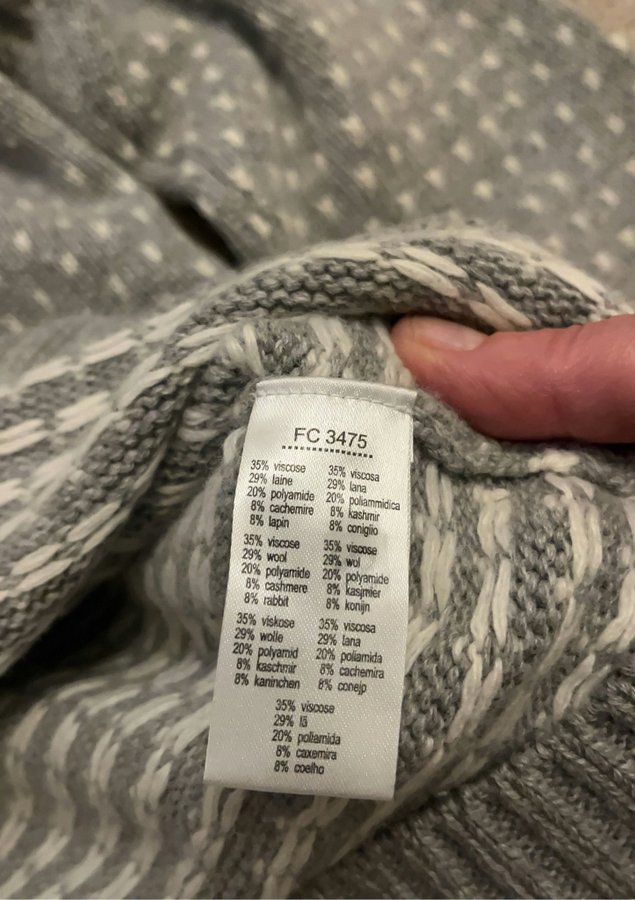 FC 3475
35% viscose
29% laine
20% polyamide
8% cachemire
8% lapin
35% viscosa
29% lana
20% poliammidica
8% kashmir
8% coniglio
35% viscose
29% wool
20% polyamide
8% cashmere
8% rabbit
35% viscose
29% wol
20% polyamide
8% kasjmier
8% konijn
35% viskose
29% wolle
20% polyamid
8% kaschmir
8% kaninchen
35% viscosa
29% lana
20% poliamida
8% cachemira
8% conejo
35% viscose
29% lã
20% poliamida
8% caxemira
8% coelho